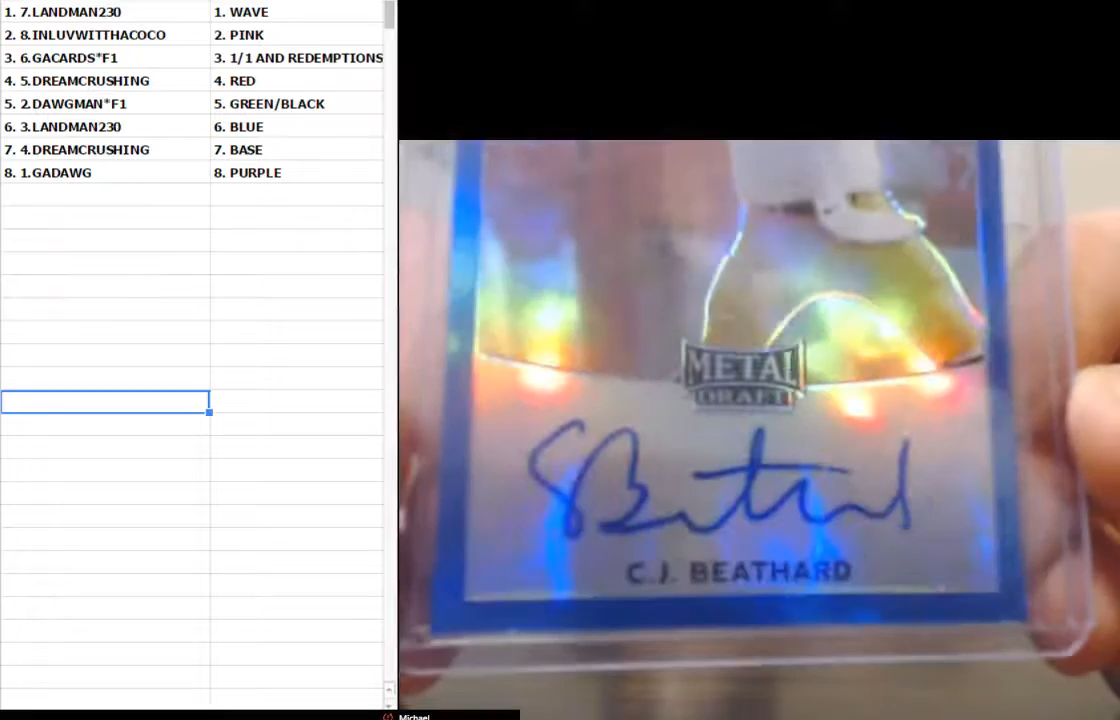 1. 7.LANDMAN230
2. 8.INLUVWITTHACOCO
3. 6.GACARDS*F1
4. 5.DREAMCRUSHING
5. 2.DAWGMAN*F1
6. 3.LANDMAN230
7. 4.DREAMCRUSHING
8. 1.GADAWG
1. WAVE
2. PINK
3. 1/1 AND REDEMPTIONS
4. RED
5. GREEN/BLACK
6. BLUE
7. BASE
8. PURPLE
METAL
DRAFT
C.J. BEATHARD
Michael